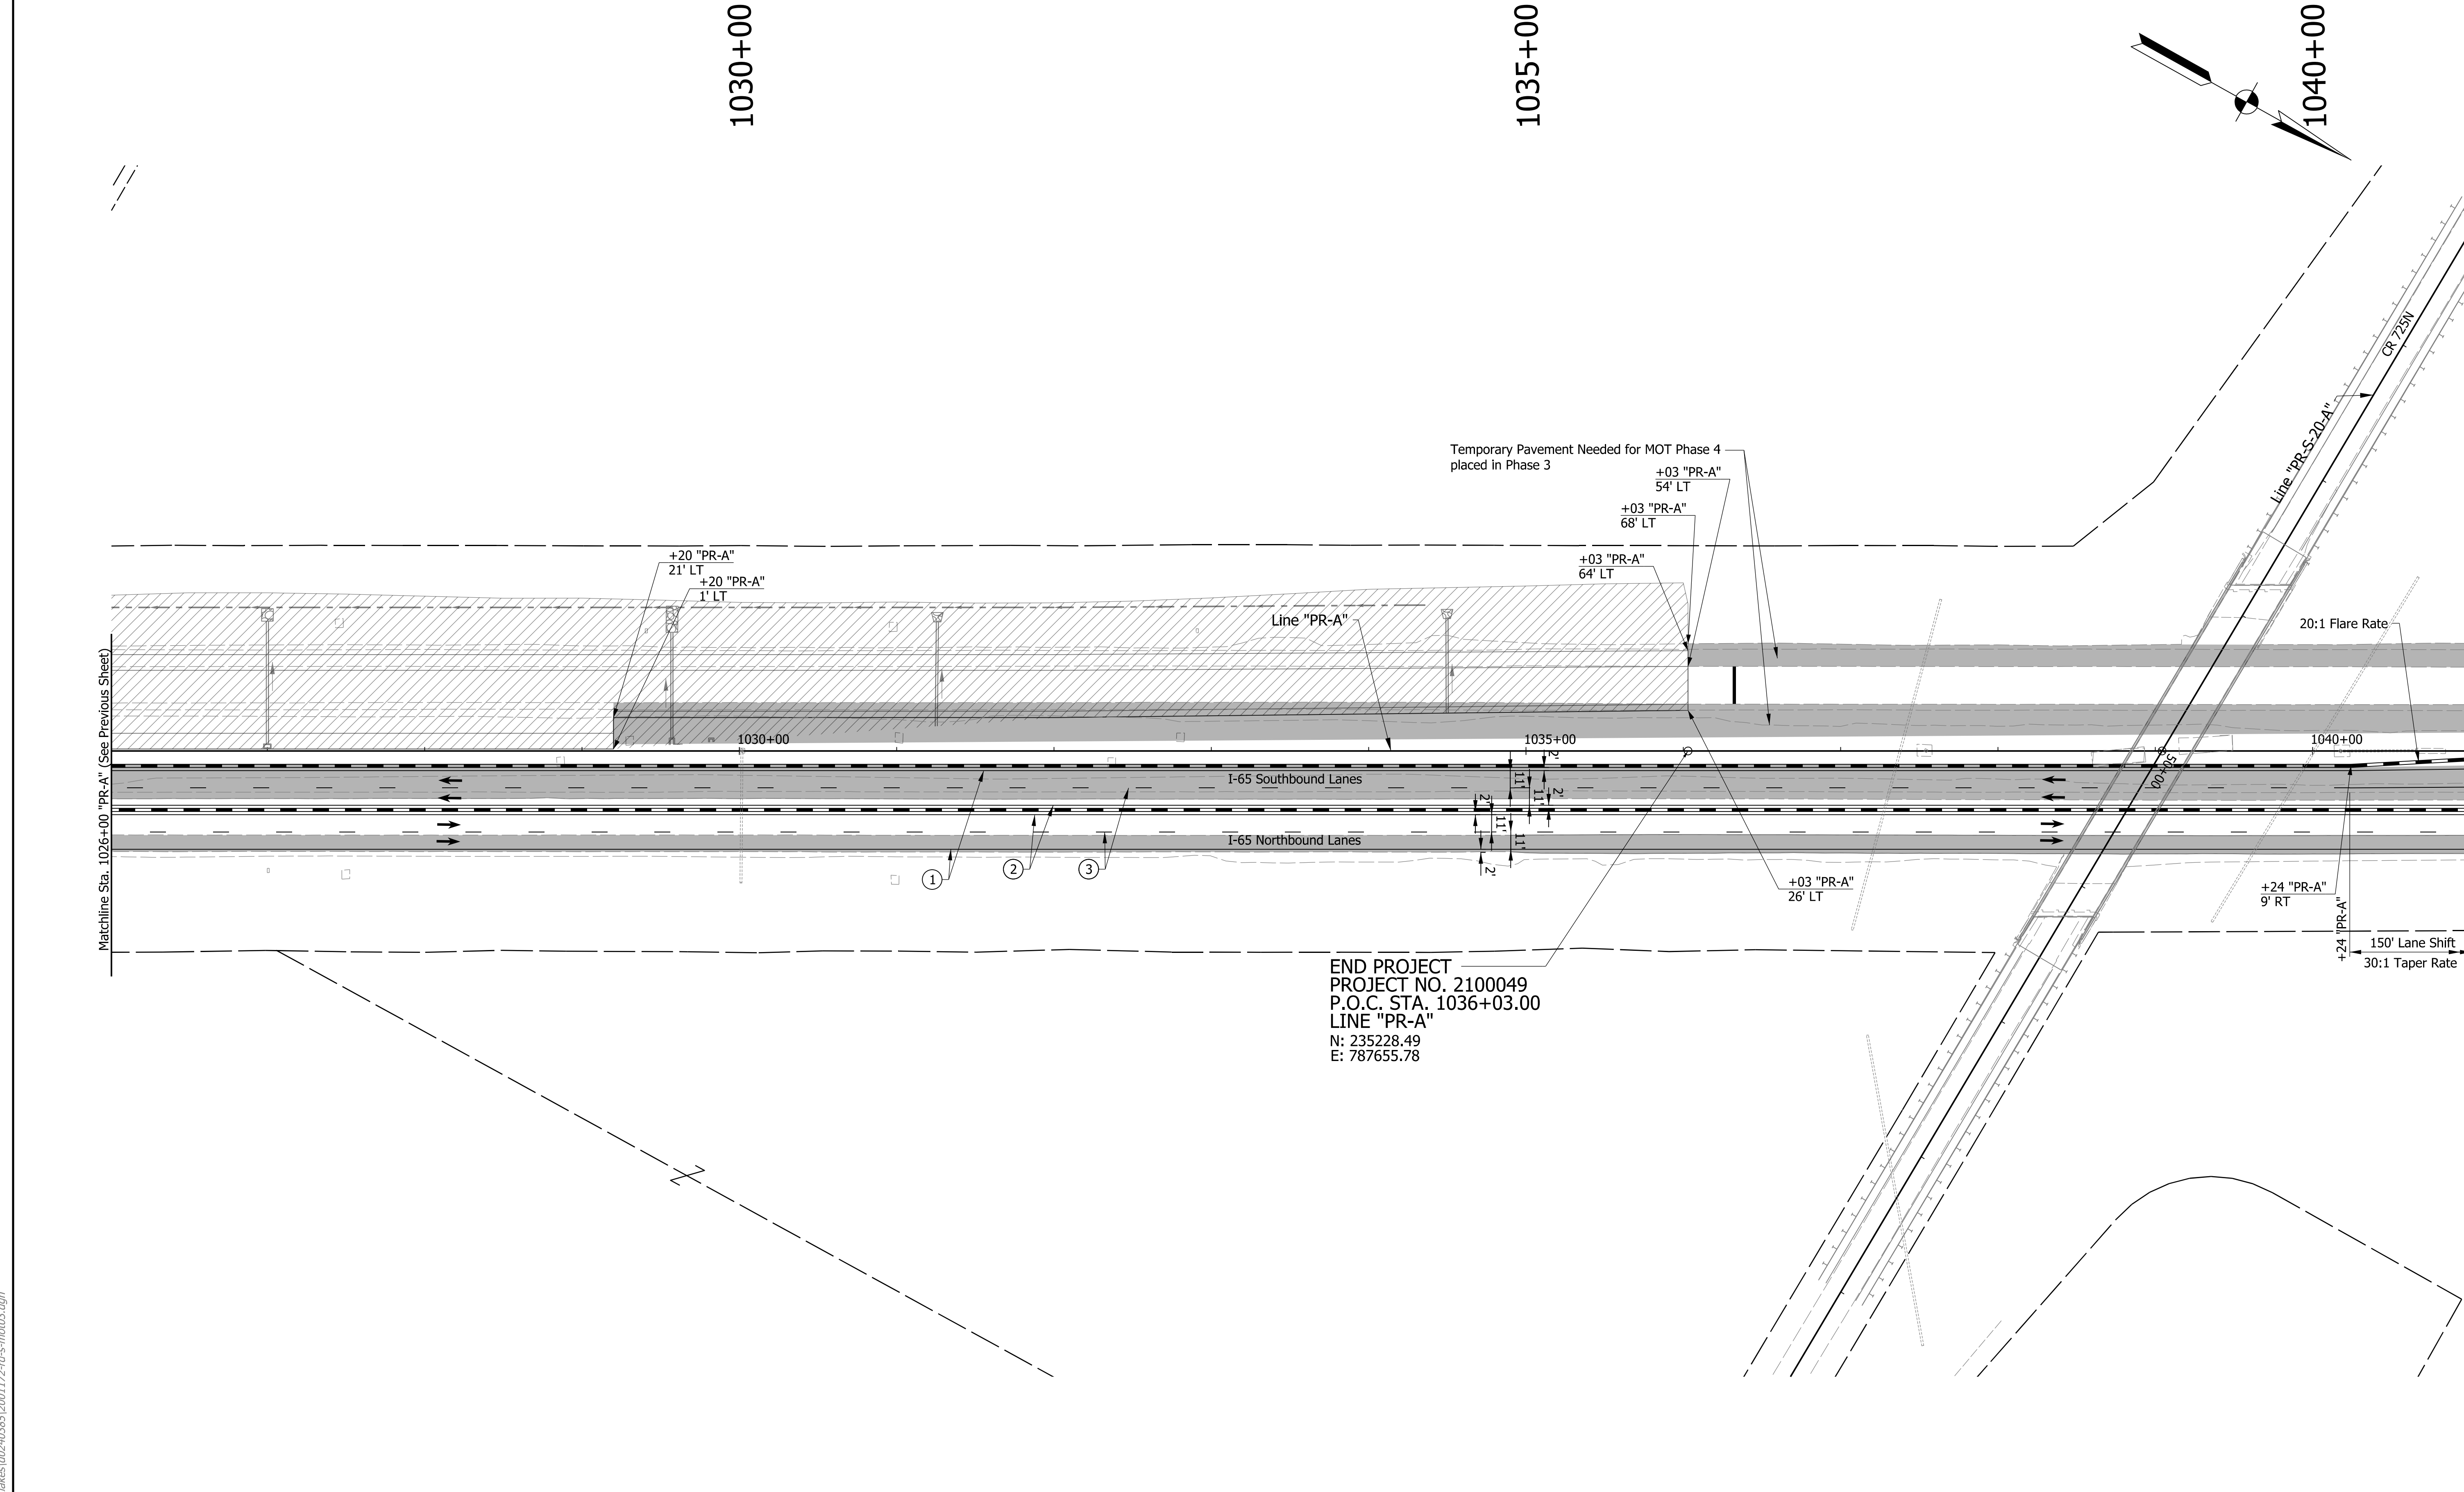 1030+00
1035+00
1040+00
Temporary Pavement Needed for MOT Phase 4
placed in Phase 3
+03 "PR-A"
54' LT
+03 "PR-A"
68' LT
+03 "PR-A"
64' LT
+20 "PR-A"
21' LT
+20 "PR-A"
1' LT
Line "PR-A"
CR 725N
Line "PR-S-20-A"
20:1 Flare Rate
Matchline Sta. 1026+00 "PR-A" (See Previous Sheet)
1030+00
1035+00
1040+00
50+00
I-65 Southbound Lanes
2'
11'
11'
2'
2'
11'
11'
2'
I-65 Northbound Lanes
1
2
3
+03 "PR-A"
26' LT
+24 "PR-A"
9' RT
+24 "PR-A"
150' Lane Shift
30:1 Taper Rate
END PROJECT
PROJECT NO. 2100049
P.O.C. STA. 1036+03.00
LINE "PR-A"
N: 235228.49
E: 787655.78